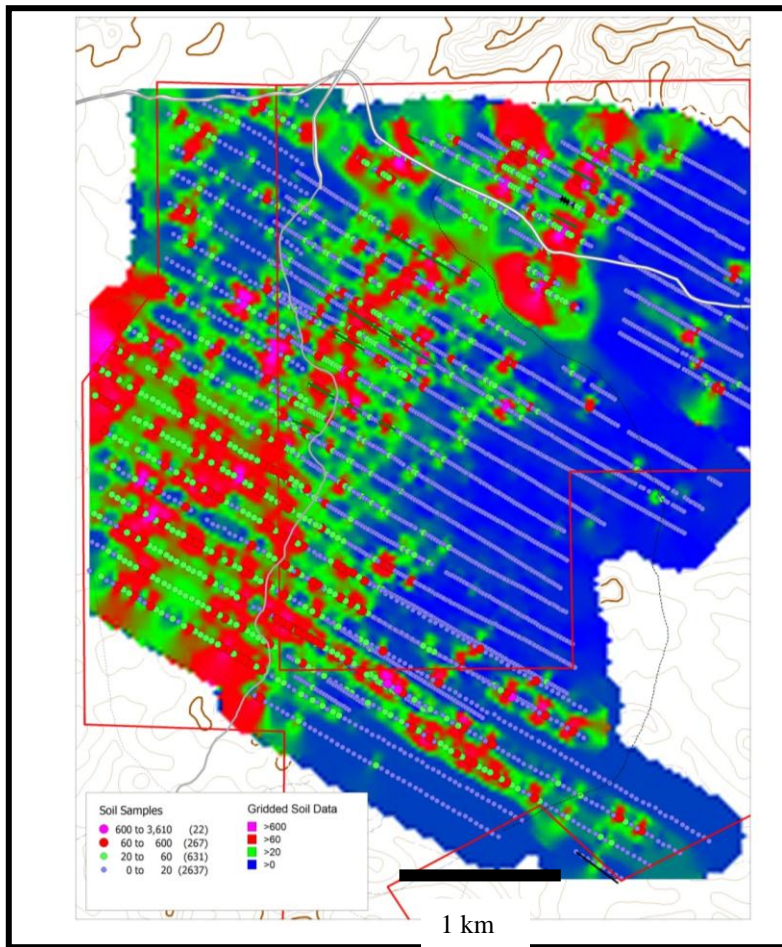 Soil Samples
600 to 3,610 (22)
60 to 600 (267)
20 to 60 (631)
0 to 20 (2637)
Gridded Soil Data
>600
>60
>20
>0
1 km